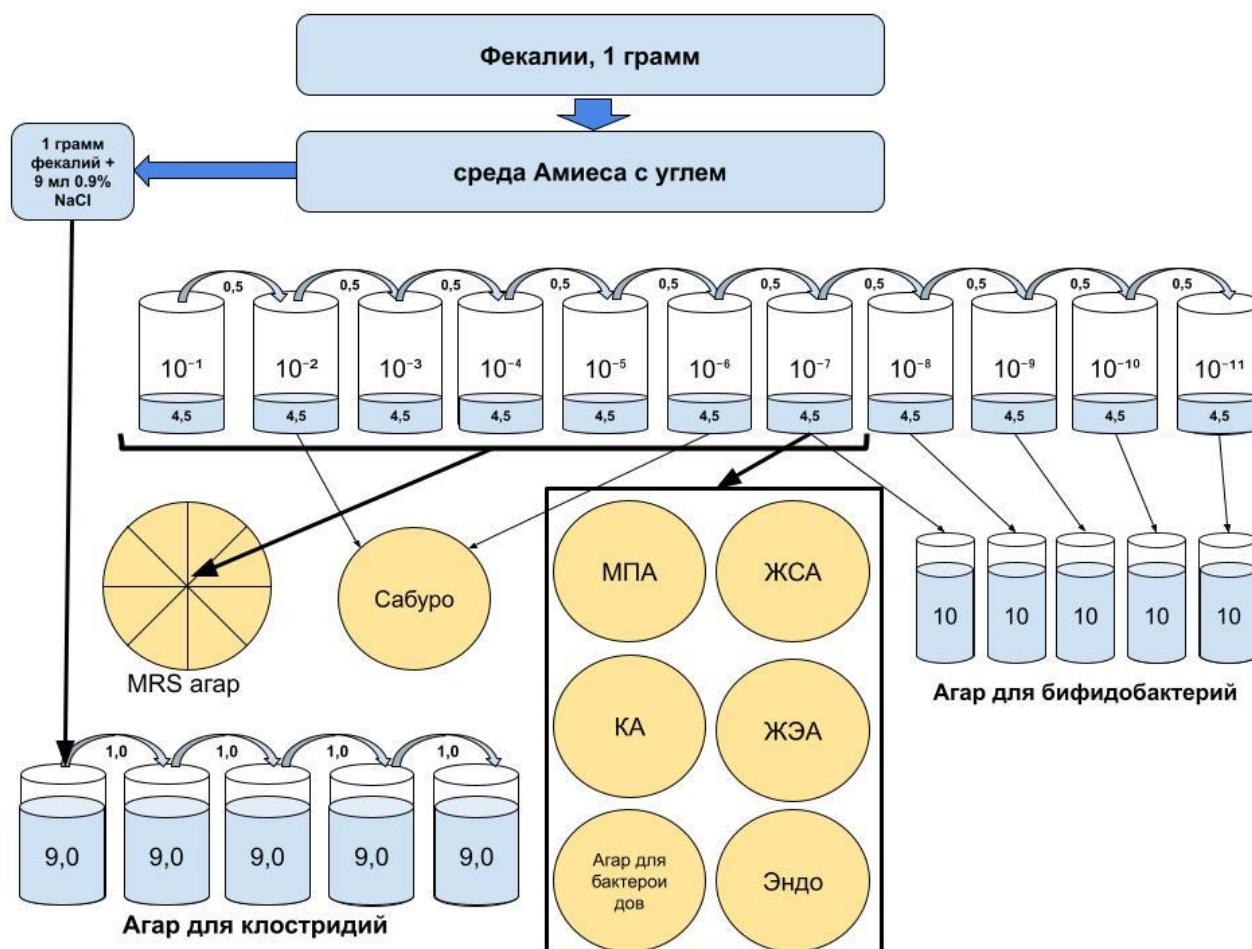 Фекалии, 1 грамм
среда Амиеса с углем
1 грамм
фекалий +
9 мл 0.9%
NaCl
0,5 0,5 0,5 0,5 0,5 0,5 0,5 0,5 0,5 0,5
10⁻¹ 10⁻² 10⁻³ 10⁻⁴ 10⁻⁵ 10⁻⁶ 10⁻⁷ 10⁻⁸ 10⁻⁹ 10⁻¹⁰ 10⁻¹¹
4,5 4,5 4,5 4,5 4,5 4,5 4,5 4,5 4,5 4,5 4,5
MRS агар
Сабуро
МПА
ЖСА
КА
ЖЭА
Агар для
бактерои
дов
Эндо
10 10 10 10 10
Агар для бифидобактерий
1,0 1,0 1,0 1,0
9,0 9,0 9,0 9,0 9,0
Агар для клостридий